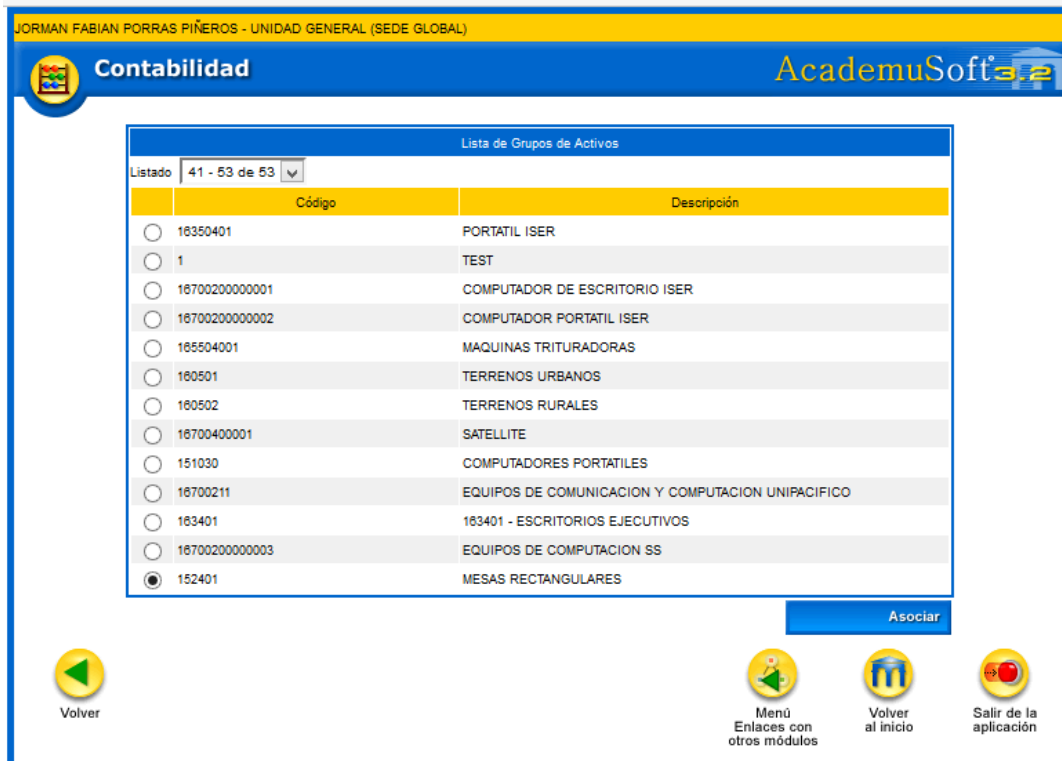 JORMAN FABIAN PORRAS PIÑEROS - UNIDAD GENERAL (SEDE GLOBAL)
Contabilidad
AcademuSoft 3.2
Lista de Grupos de Activos
Listado 41 - 53 de 53
Código Descripción
16350401 PORTATIL ISER
1 TEST
16700200000001 COMPUTADOR DE ESCRITORIO ISER
16700200000002 COMPUTADOR PORTATIL ISER
165504001 MAQUINAS TRITURADORAS
160501 TERRENOS URBANOS
160502 TERRENOS RURALES
16700400001 SATELLITE
151030 COMPUTADORES PORTATILES
16700211 EQUIPOS DE COMUNICACION Y COMPUTACION UNIPACIFICO
163401 163401 - ESCRITORIOS EJECUTIVOS
16700200000003 EQUIPOS DE COMPUTACION SS
152401 MESAS RECTANGULARES
Asociar
Volver
Menú
Enlaces con
otros módulos
Volver
al inicio
Salir de la
aplicación